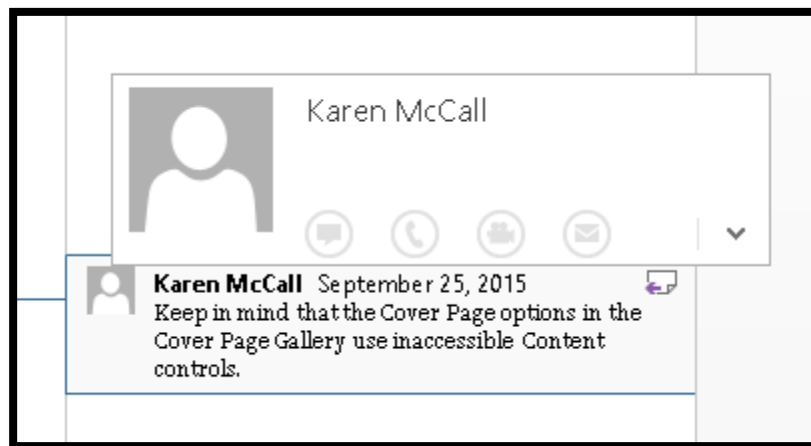 Karen McCall
Karen McCall September 25, 2015
Keep in mind that the Cover Page options in the
Cover Page Gallery use inaccessible Content
controls.